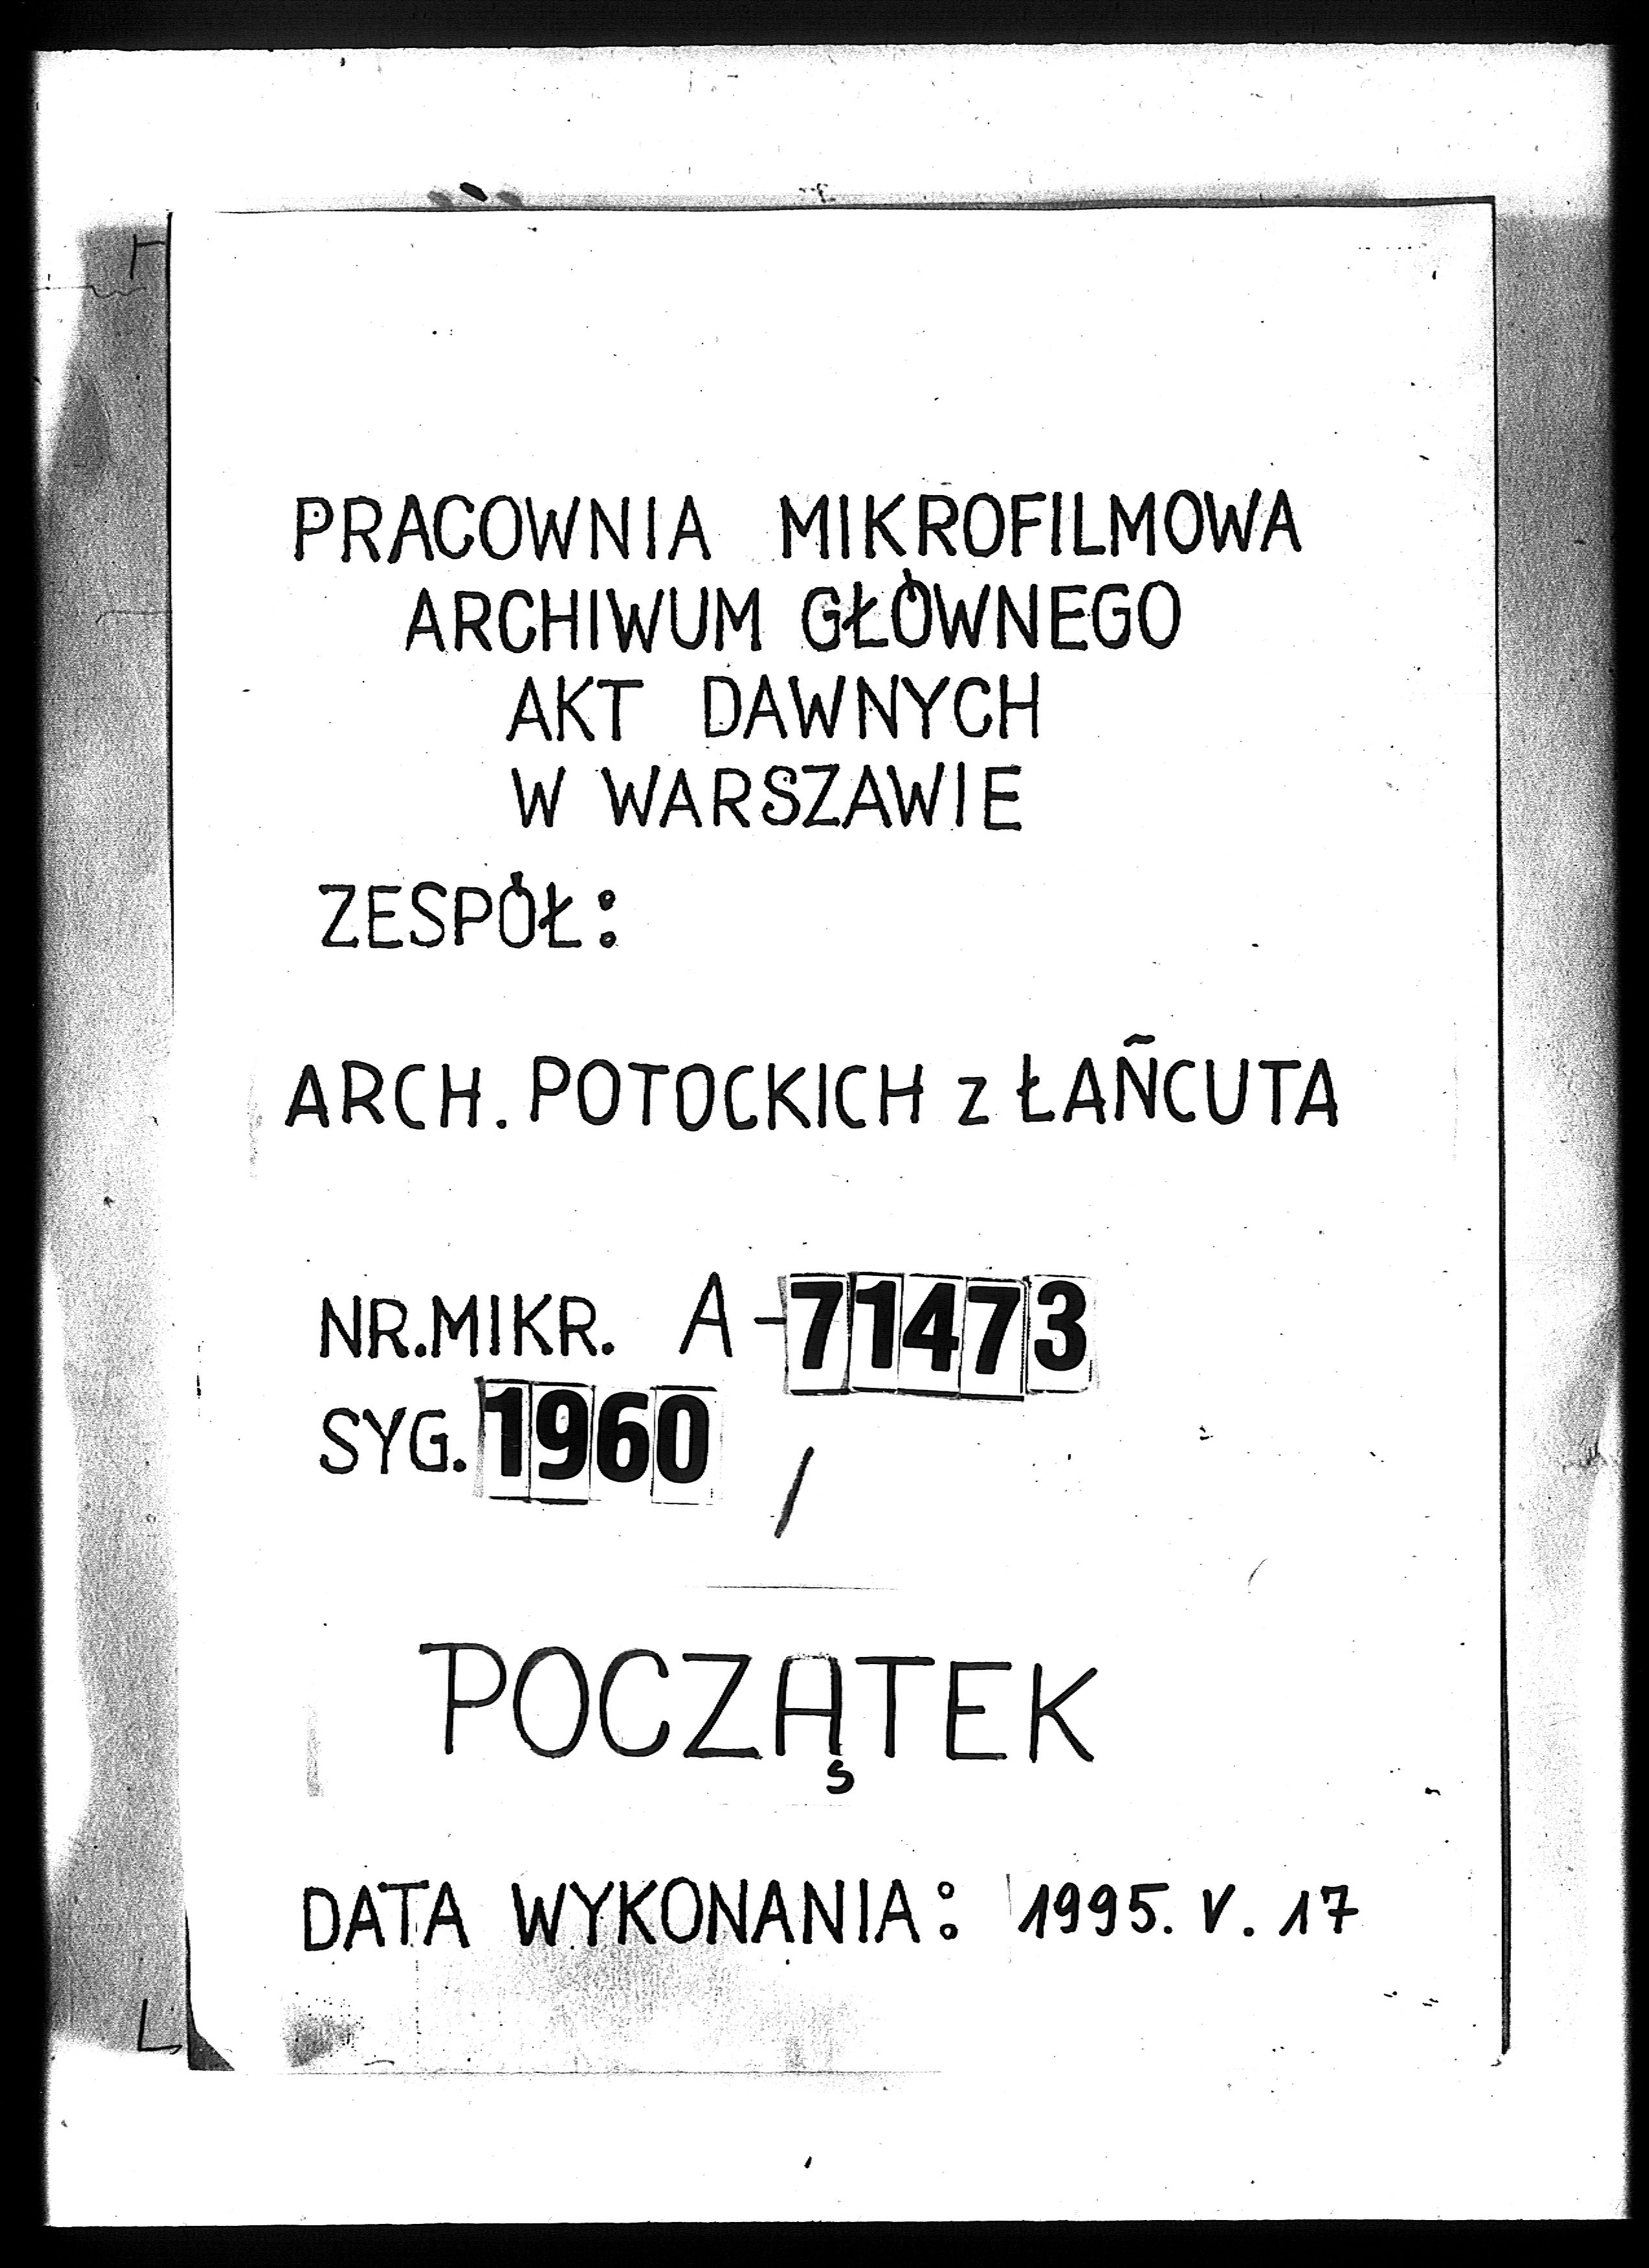 PRACOWNIA MIKROFILMOWA
ARCHIWUM GŁÓWNEGO
AKT DAWNYCH
W WARSZAWIE
ZESPÓŁ:
ARCH. POTOCKICH z ŁAÑCUTA
NR.MIKR. A-71473
SYG. 1960 /
POCZĄTEK
DATA WYKONANIA: 1995. V. 17